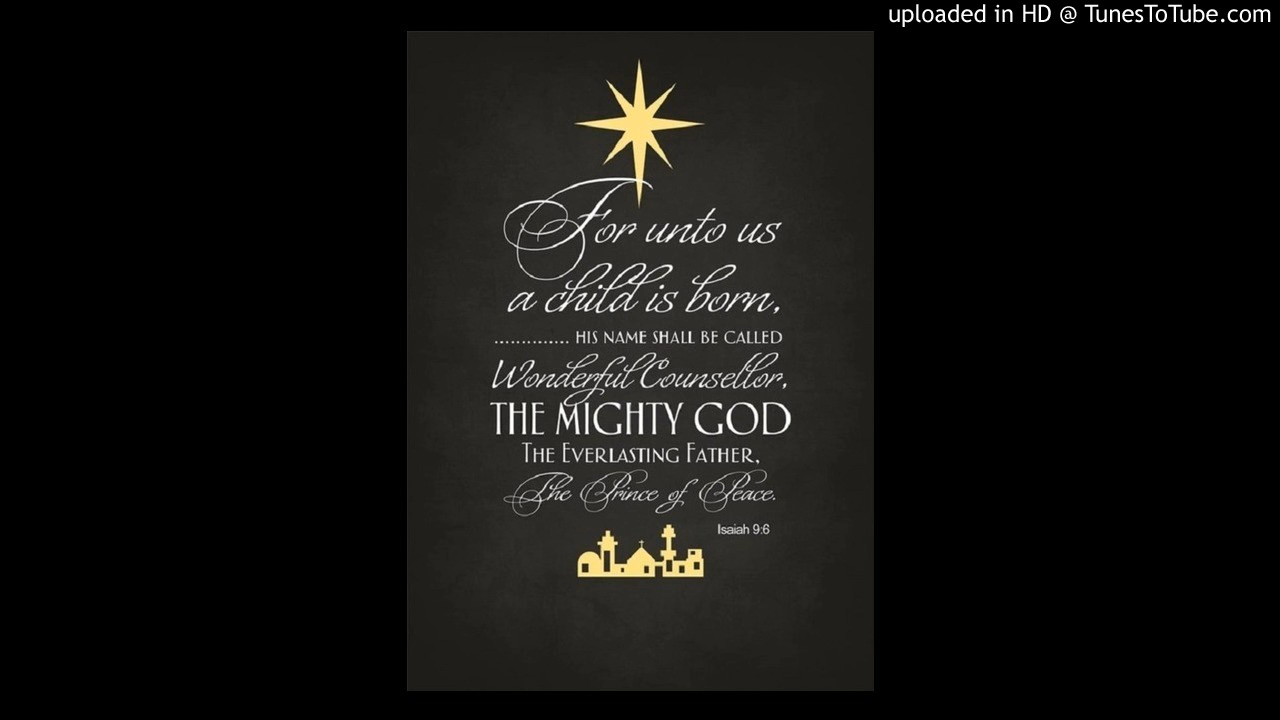 uploaded in HD @ TunesToTube.com
For unto us
a child is born,
.............. HIS NAME SHALL BE CALLED
Wonderful Counsellor,
THE MIGHTY GOD
THE EVERLASTING FATHER,
The Prince of Peace.
Isaiah 9:6